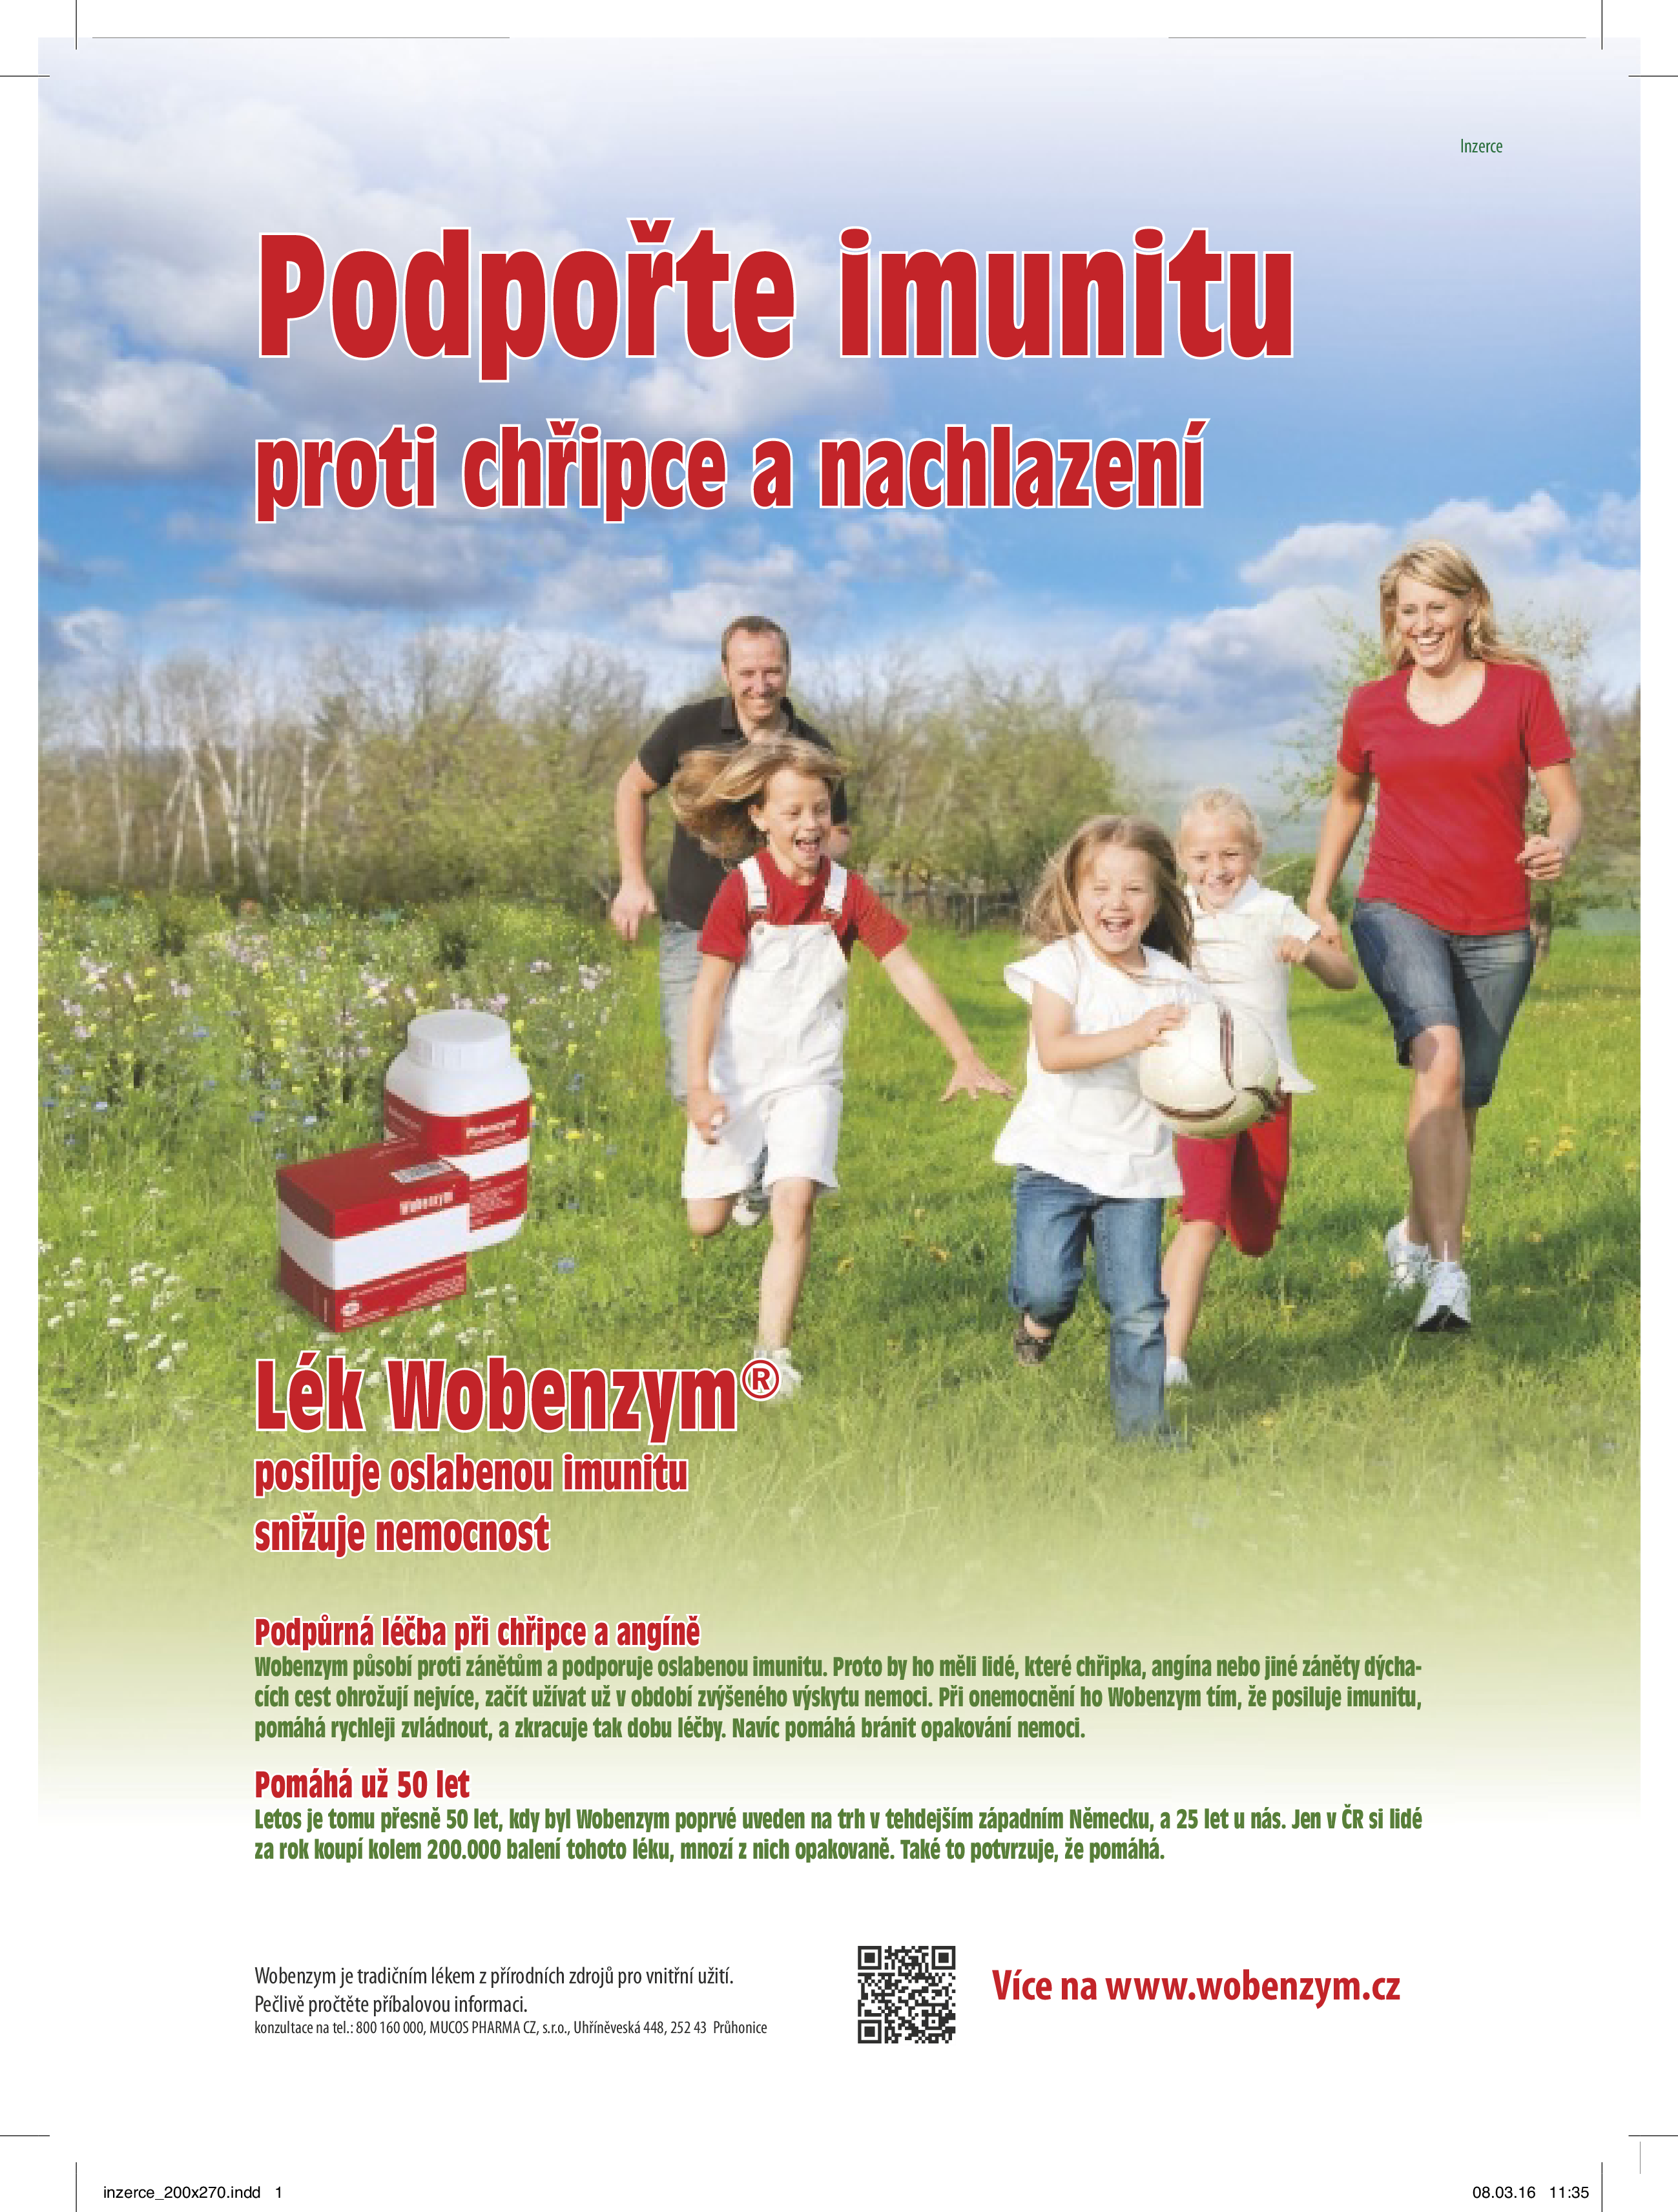 Inzerce
Podpořte imunitu
proti chřipce a nachlazení
Wobenzym
Wobenzym
Lék Wobenzym®
posiluje oslabenou imunitu
snižuje nemocnost
Podpůrná léčba při chřipce a angíně
Wobenzym působí proti zánětům a podporuje oslabenou imunitu. Proto by ho měli lidé, které chřipka, angína nebo jiné záněty dýcha-
cích cest ohrožují nejvíce, začít užívat už v období zvýšeného výskytu nemoci. Při onemocnění ho Wobenzym tím, že posiluje imunitu,
pomáhá rychleji zvládnout, a zkracuje tak dobu léčby. Navíc pomáhá bránit opakování nemoci.
Pomáhá už 50 let
Letos je tomu přesně 50 let, kdy byl Wobenzym poprvé uveden na trh v tehdejším západním Německu, a 25 let u nás. Jen v ČR si lidé
za rok koupí kolem 200.000 balení tohoto léku, mnozí z nich opakovaně. Také to potvrzuje, že pomáhá.
Wobenzym je tradičním lékem z přírodních zdrojů pro vnitřní užití.
Pečlivě pročtěte příbalovou informaci.
konzultace na tel.: 800 160 000, MUCOS PHARMA CZ, s.r.o., Uhříněveská 448, 252 43 Průhonice
Více na www.wobenzym.cz
inzerce_200x270.indd 1
08.03.16 11:35